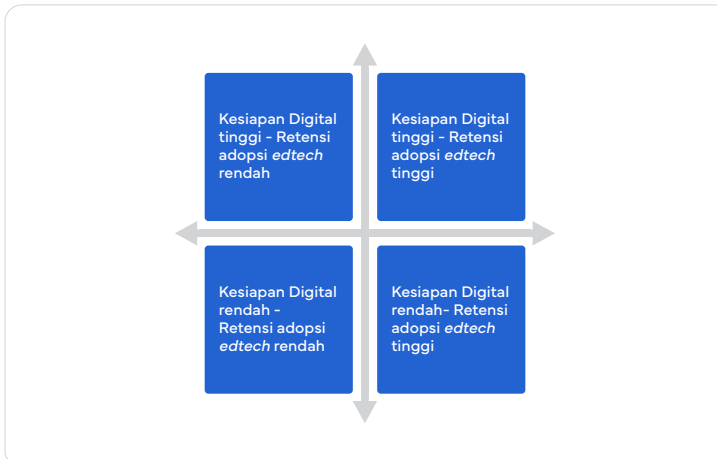 Kesiapan Digital
tinggi - Retensi
adopsi edtech
rendah
Kesiapan Digital
tinggi - Retensi
adopsi edtech
tinggi
Kesiapan Digital
rendah -
Retensi adopsi
edtech rendah
Kesiapan Digital
rendah- Retensi
adopsi edtech
tinggi